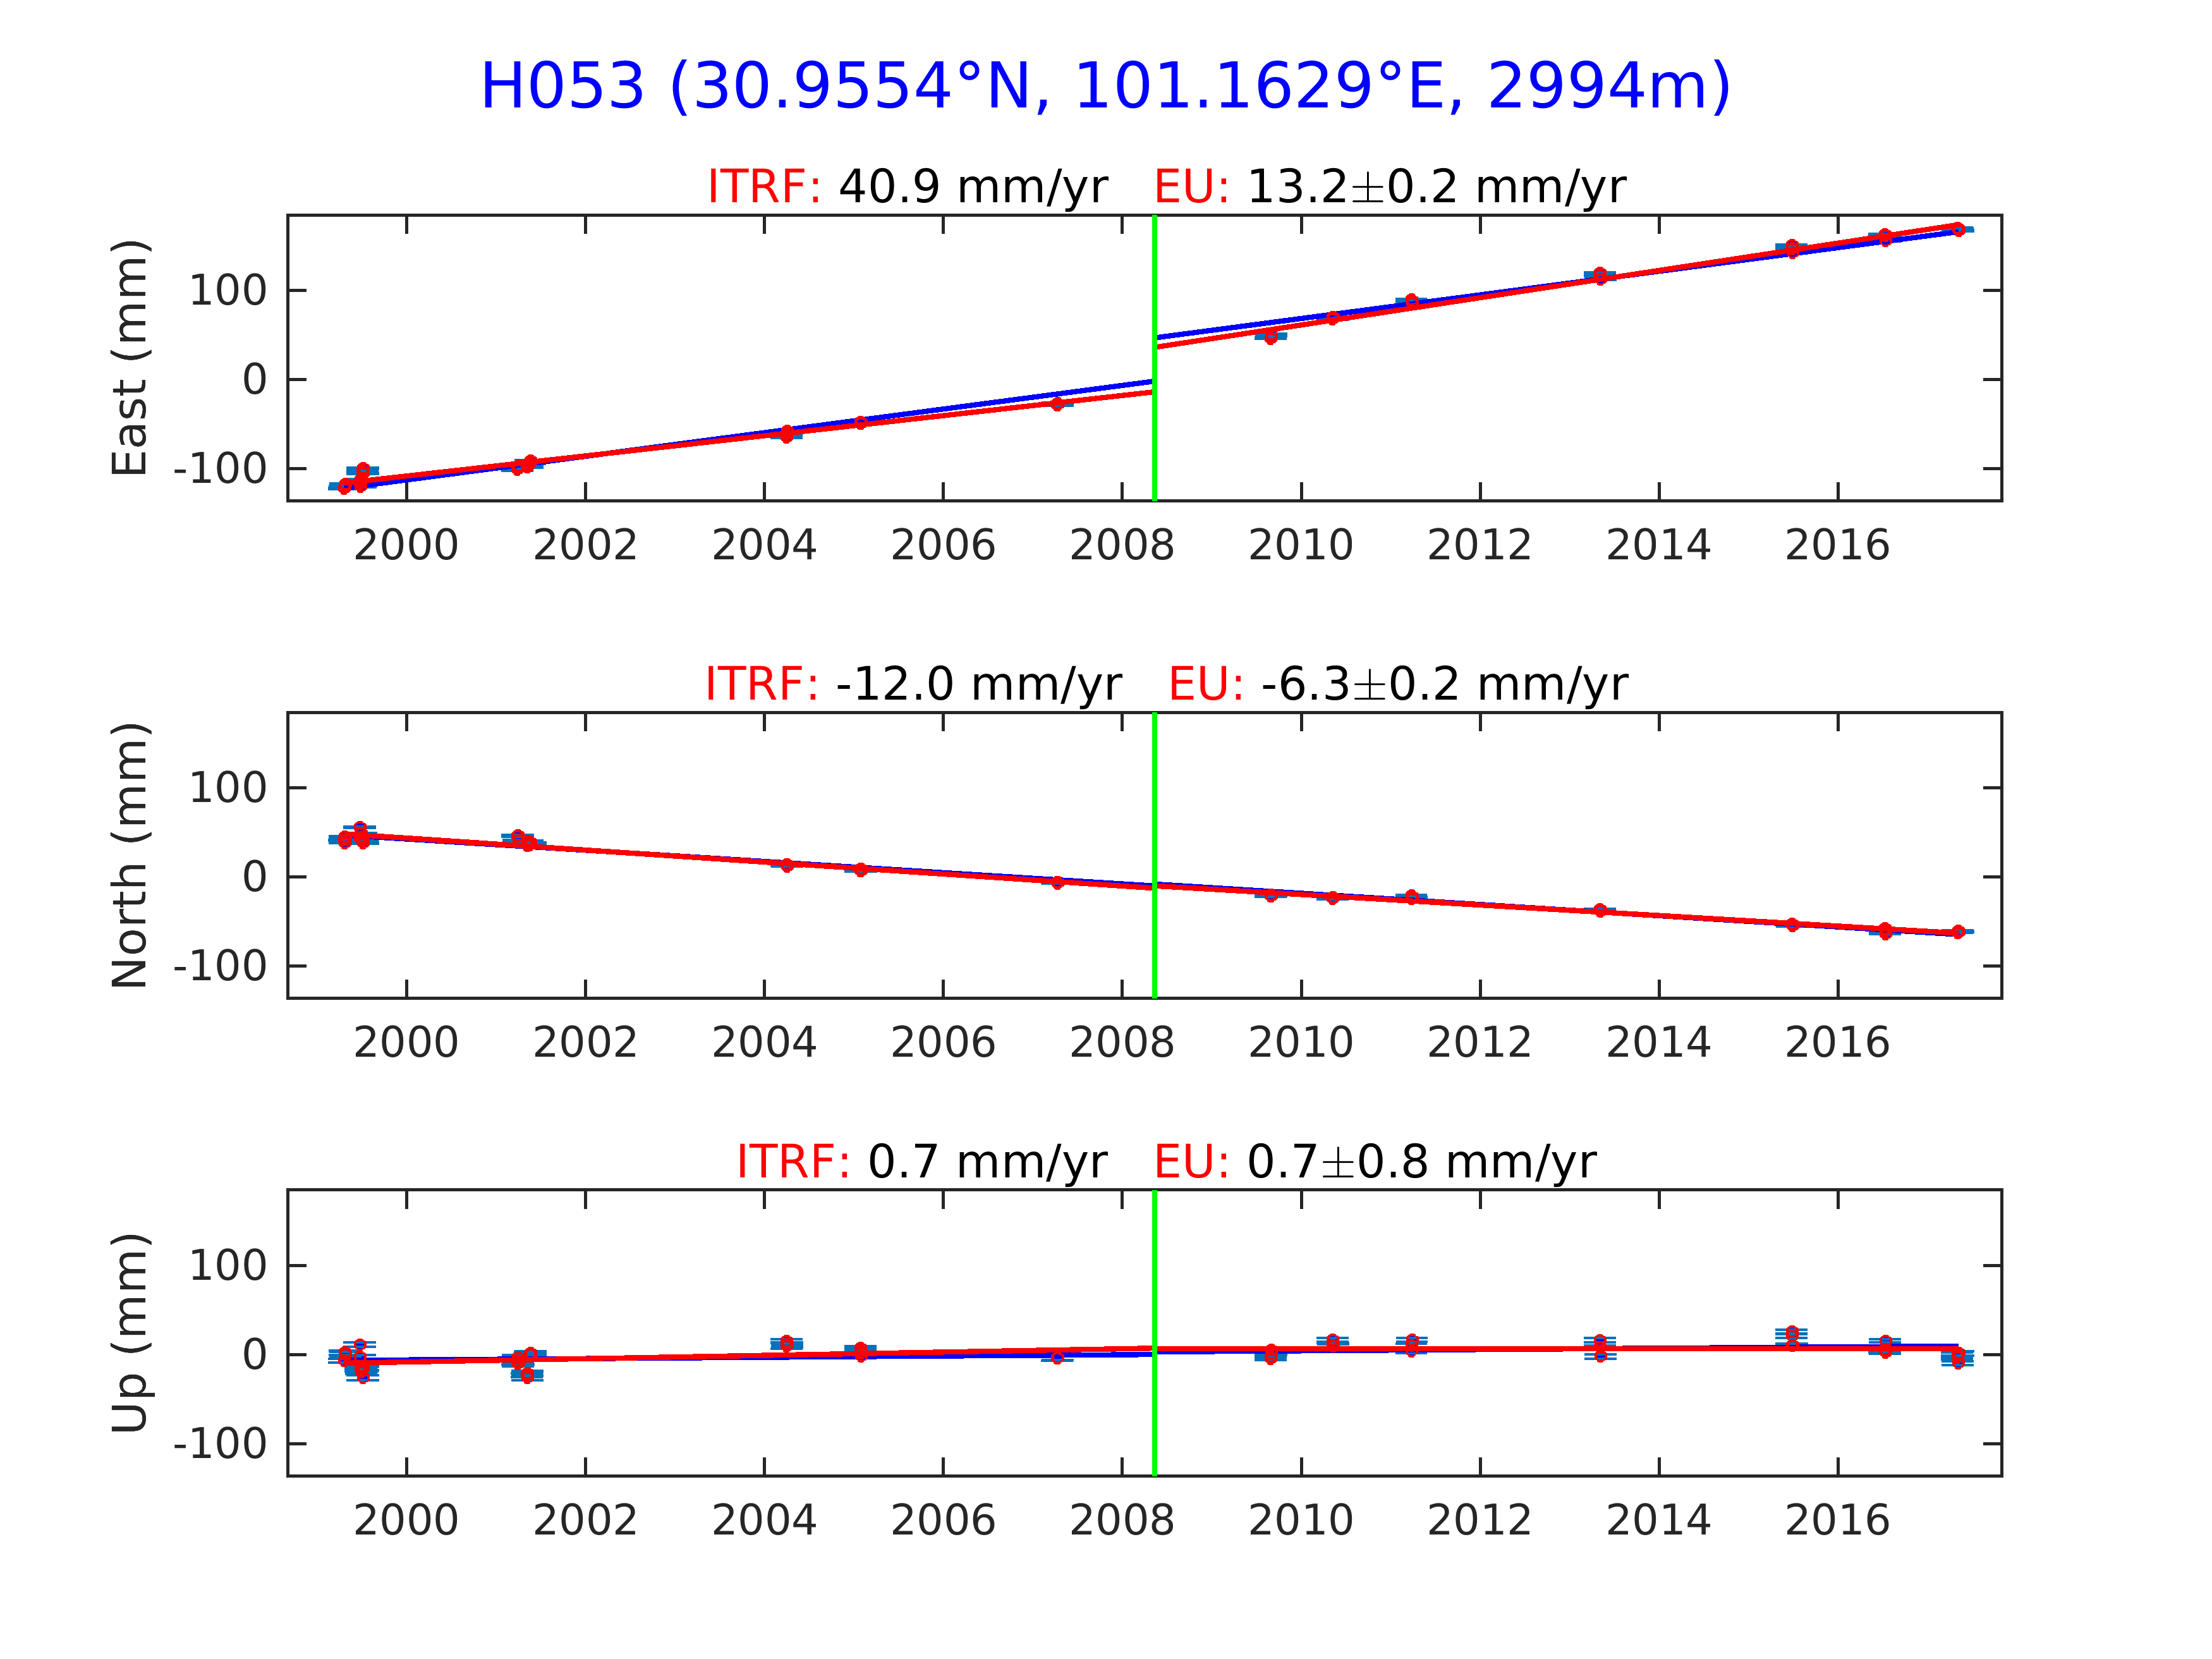 H053 (30.9554°N, 101.1629°E, 2994m)
ITRF: 40.9 mm/yr EU: 13.2±0.2 mm/yr
East (mm)
100
0
-100
2000 2002 2004 2006 2008 2010 2012 2014 2016
ITRF: -12.0 mm/yr EU: -6.3±0.2 mm/yr
North (mm)
100
0
-100
2000 2002 2004 2006 2008 2010 2012 2014 2016
ITRF: 0.7 mm/yr EU: 0.7±0.8 mm/yr
Up (mm)
100
0
-100
2000 2002 2004 2006 2008 2010 2012 2014 2016